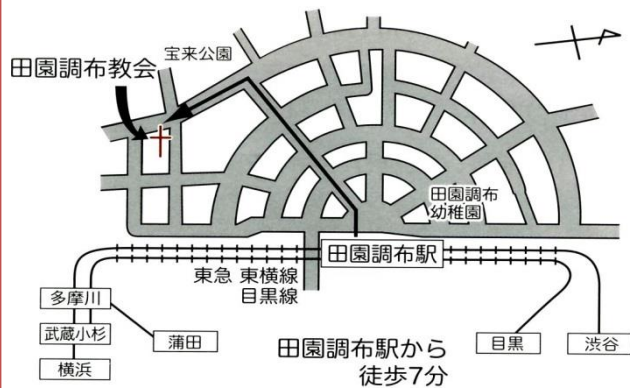 宝来公園
田園調布教会
田園調布
幼稚園
田園調布駅
東急 東横線
目黒線
多摩川
武蔵小杉
蒲田
横浜
目黒
渋谷
田園調布駅から
徒歩7分